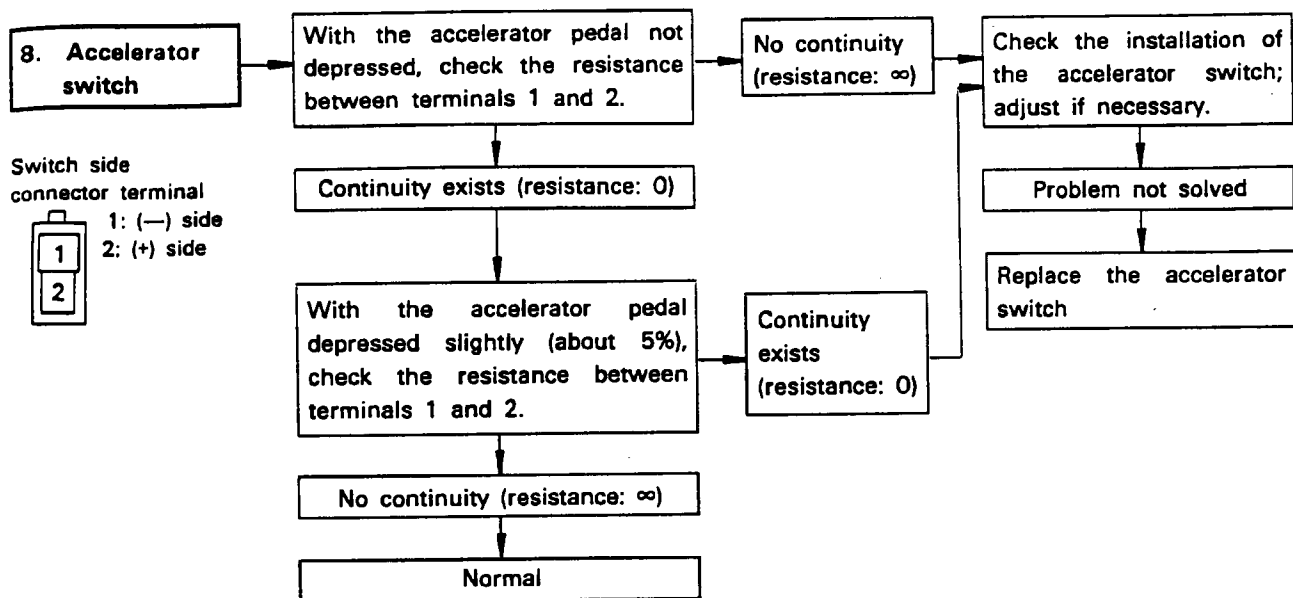 8. Accelerator
switch
With the accelerator pedal not
depressed, check the resistance
between terminals 1 and 2.
No continuity
(resistance: ∞)
Check the installation of
the accelerator switch;
adjust if necessary.
Switch side
connector terminal
1: (—) side
2: (+) side
1
2
Continuity exists (resistance: 0)
Problem not solved
Replace the accelerator
switch
With the accelerator pedal
depressed slightly (about 5%),
check the resistance between
terminals 1 and 2.
Continuity
exists
(resistance: 0)
No continuity (resistance: ∞)
Normal